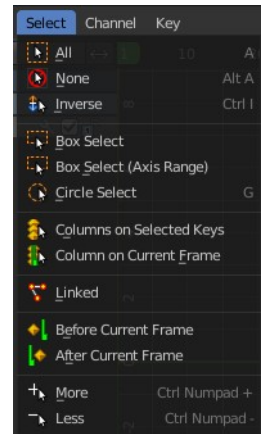 Select Channel Key
All A
None Alt A
Inverse Ctrl I
Box Select
Box Select (Axis Range)
Circle Select G
Columns on Selected Keys
Column on Current Frame
Linked
Before Current Frame
After Current Frame
More Ctrl Numpad +
Less Ctrl Numpad -